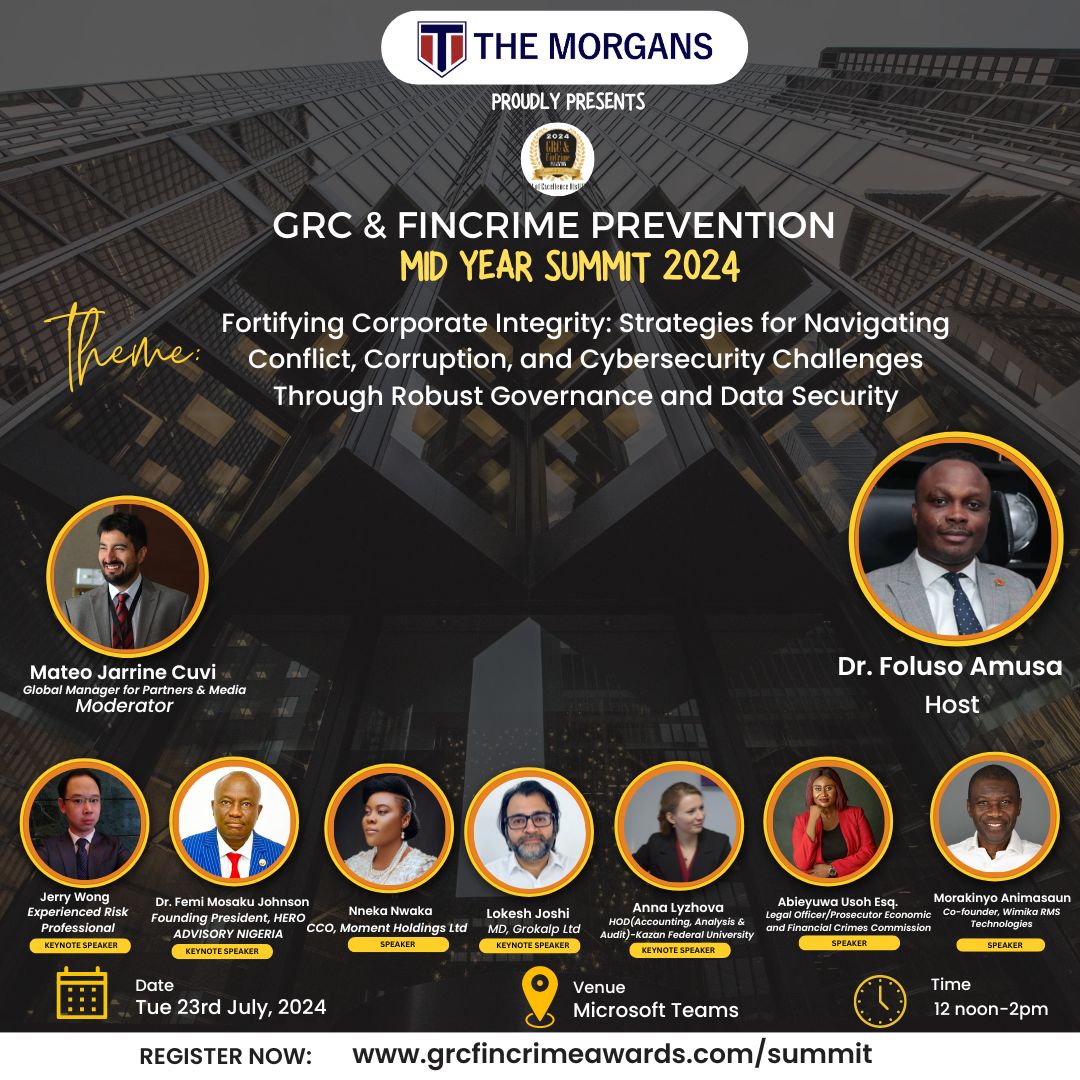 THE MORGANS
PROUDLY PRESENTS
2024
GRC &
FinCrime
GRC & FINCRIME PREVENTION
MID YEAR SUMMIT 2024
Theme:
Fortifying Corporate Integrity: Strategies for Navigating
Conflict, Corruption, and Cybersecurity Challenges
Through Robust Governance and Data Security
Mateo Jarrine Cuvi
Global Manager for Partners & Media
Moderator
Dr. Foluso Amusa
Host
Jerry Wong
Experienced Risk
Professional
KEYNOTE SPEAKER
Dr. Femi Mosaku Johnson
Founding President, HERO
ADVISORY NIGERIA
KEYNOTE SPEAKER
Nneka Nwaka
CCO, Moment Holdings Ltd
SPEAKER
Lokesh Joshi
MD, Grokalp Ltd
KEYNOTE SPEAKER
Anna Lyzhova
HOD(Accounting, Analysis &
Audit)-Kazan Federal University
KEYNOTE SPEAKER
Abieyuwa Usoh Esq.
Legal Officer/Prosecutor Economic
and Financial Crimes Commission
SPEAKER
Morakinyo Animasaun
Co-founder, Wimika RMS
Technologies
SPEAKER
Date
Tue 23rd July, 2024
Venue
Microsoft Teams
Time
12 noon-2pm
REGISTER NOW: www.grcfincrimeawards.com/summit